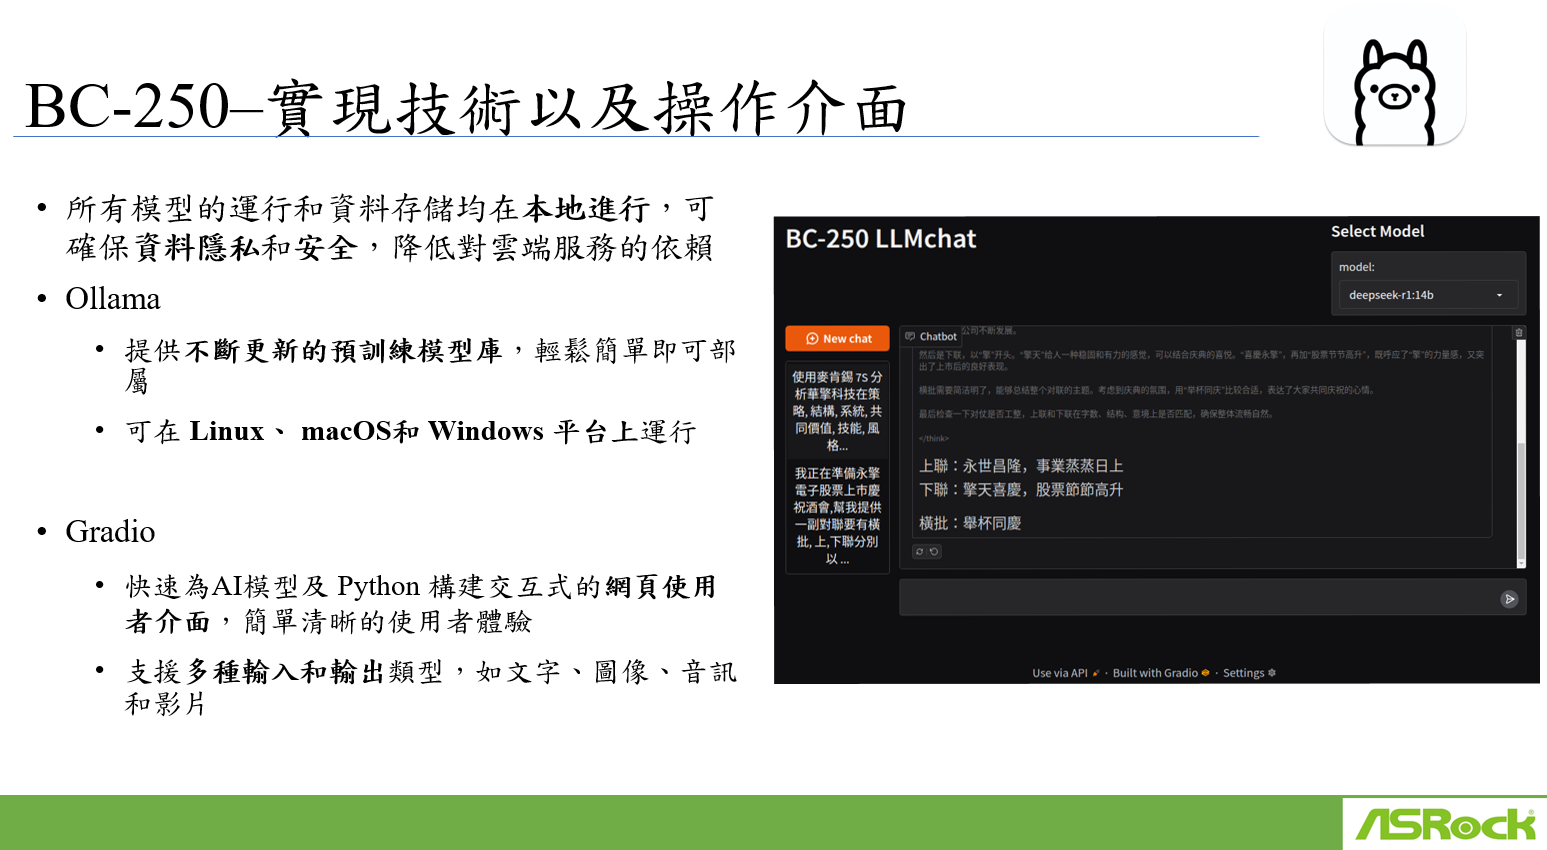 BC-250–實現技術以及操作介面
• 所有模型的運行和資料存儲均在本地進行，可
確保資料隱私和安全，降低對雲端服務的依賴
• Ollama
• 提供不斷更新的預訓練模型庫，輕鬆簡單即可部
屬
• 可在 Linux、 macOS和 Windows 平台上運行
• Gradio
• 快速為AI模型及 Python 構建交互式的網頁使用
者介面，簡單清晰的使用者體驗
• 支援多種輸入和輸出類型，如文字、圖像、音訊
和影片
BC-250 LLMchat
Select Model
model:
deepseek-r1:14b
New chat
使用麥肯錫 7S 分
析華擎科技在策
略, 結構, 系統, 共
同價值, 技能, 風
格...
我正在準備永擎
電子股票上市慶
祝酒會,幫我提供
一副對聯要有橫
批, 上,下聯分別
以 ...
Chatbot
公司不断发展。
然后是下联，以“擎”开头。“擎天”给人一种稳固和有力的感觉，可以结合庆典的喜悦。“喜慶永擎”，再加“股票节节高升”，既呼应了“擎”的力量感，又突
出了上市后的良好表现。
横批需要简洁明了，能够总结整个对联的主题。考虑到庆典的氛围，用“举杯同庆”比较合适，表达了大家共同庆祝的心情。
最后检查一下对仗是否工整，上联和下联在字数、结构、意境上是否匹配，确保整体流畅自然。
</think>
上聯：永世昌隆，事業蒸蒸日上
下聯：擎天喜慶，股票節節高升
橫批：舉杯同慶
Use via API · Built with Gradio · Settings
ASRock